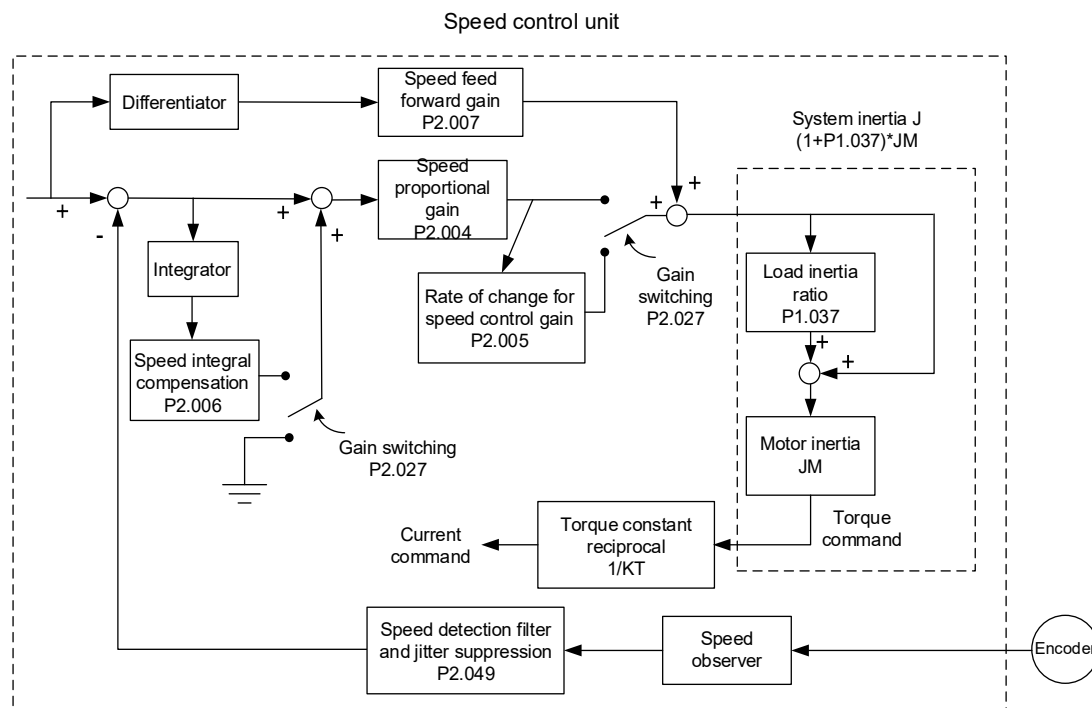 Speed control unit
Differentiator
Speed feed
forward gain
P2.007
System inertia J
(1+P1.037)*JM
+
+
+
Speed
proportional
gain
P2.004
+
+
-
+
Integrator
Gain
switching
P2.027
Load inertia
ratio
P1.037
Rate of change for
speed control gain
P2.005
+
+
Speed integral
compensation
P2.006
Gain switching
P2.027
Motor inertia
JM
Current
command
Torque constant
reciprocal
1/KT
Torque
command
Speed detection filter
and jitter suppression
P2.049
Speed
observer
Encoder